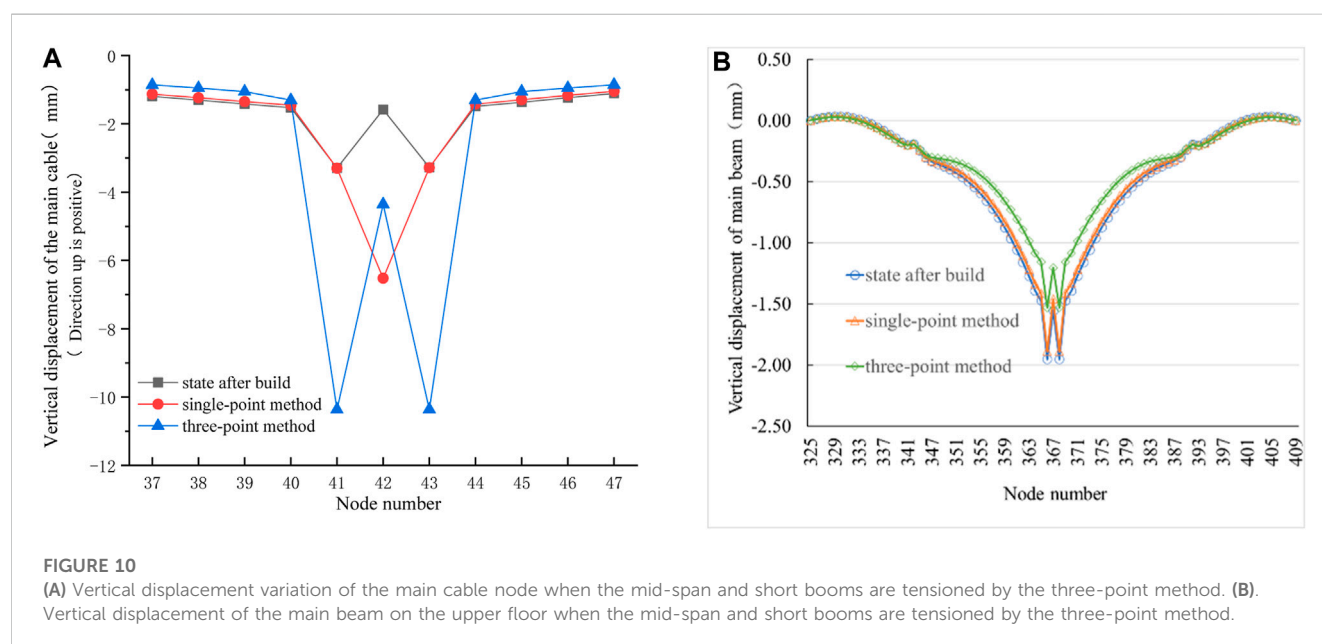 A
Vertical displacement of the main cable（ mm）
（ Direction up is positive）
0
−2
−4
−6
−8
−10
−12
state after build
single-point method
three-point method
37 38 39 40 41 42 43 44 45 46 47
Node number
B
Vertical displacement of main beam（mm）
0.50
0.00
-0.50
-1.00
-1.50
-2.00
-2.50
state after build
single-point method
three-point method
325 329 333 337 341 347 351 355 359 363 367 371 375 379 383 387 393 397 401 405 409
Node number
FIGURE 10
(A) Vertical displacement variation of the main cable node when the mid-span and short booms are tensioned by the three-point method. (B).
Vertical displacement of the main beam on the upper floor when the mid-span and short booms are tensioned by the three-point method.